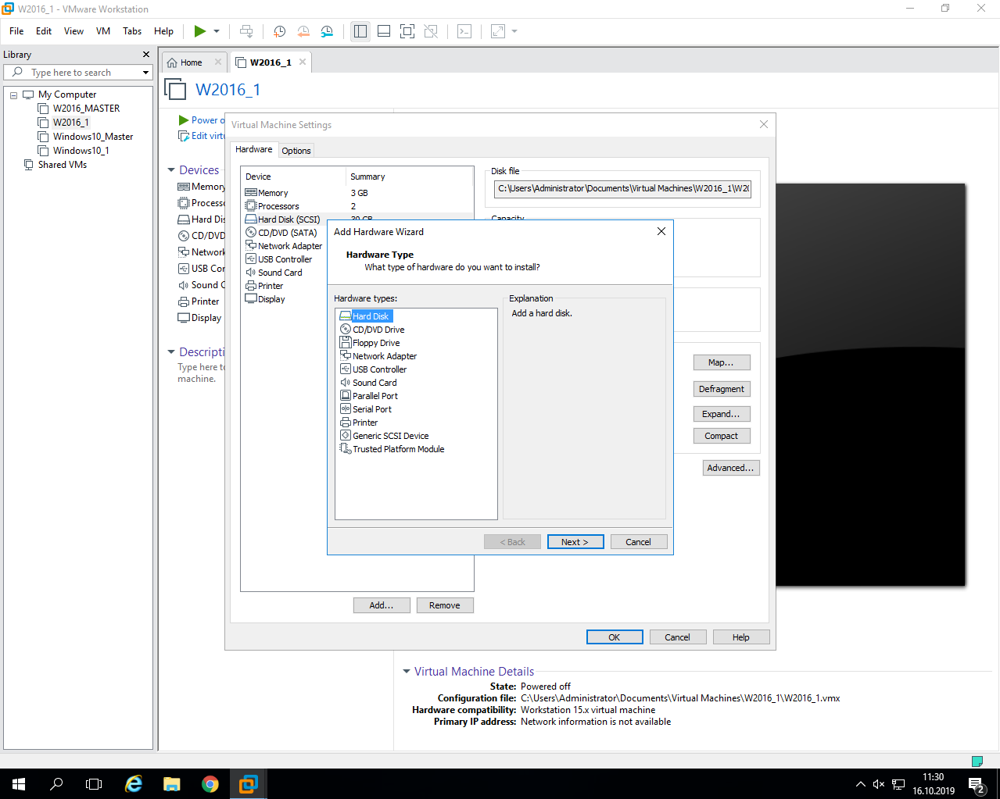 W2016_1 - VMware Workstation
File Edit View VM Tabs Help
Library
Type here to search
My Computer
W2016_MASTER
W2016_1
Windows10_Master
Windows10_1
Shared VMs
Home
W2016_1
W2016_1
Power o
Edit virtu
Devices
Memory
Process
Hard Dis
CD/DVD
Network
USB Con
Sound C
Printer
Display
Descripti
Type here to
machine.
Virtual Machine Settings
Hardware Options
Device Summary
Memory 3 GB
Processors 2
Hard Disk (SCSI)
CD/DVD (SATA)
Network Adapter
USB Controller
Sound Card
Printer
Display
Disk file
C:\Users\Administrator\Documents\Virtual Machines\W2016_1\W20
Capacity
Map...
Defragment
Expand...
Compact
Advanced...
Add... Remove
OK Cancel Help
Add Hardware Wizard
Hardware Type
What type of hardware do you want to install?
Hardware types:
Hard Disk
CD/DVD Drive
Floppy Drive
Network Adapter
USB Controller
Sound Card
Parallel Port
Serial Port
Printer
Generic SCSI Device
Trusted Platform Module
Explanation
Add a hard disk.
< Back Next > Cancel
Virtual Machine Details
State: Powered off
Configuration file: C:\Users\Administrator\Documents\Virtual Machines\W2016_1\W2016_1.vmx
Hardware compatibility: Workstation 15.x virtual machine
Primary IP address: Network information is not available
11:30
16.10.2019
2